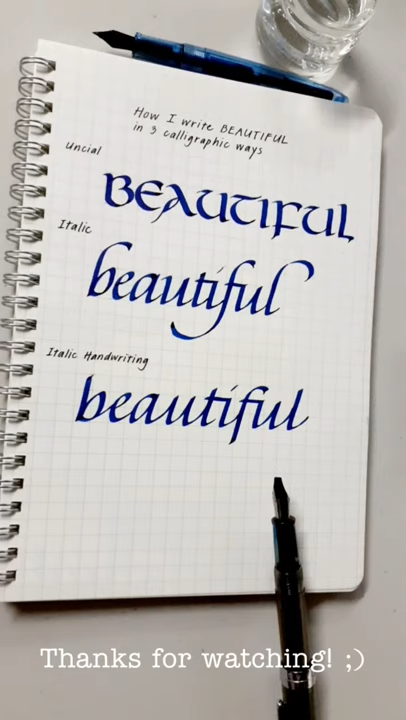 How I write BEAUTIFUL
in 3 calligraphic ways
Uncial
BEAUTIFUL
Italic
beautiful
Italic Handwriting
beautiful
Thanks for watching! ;)